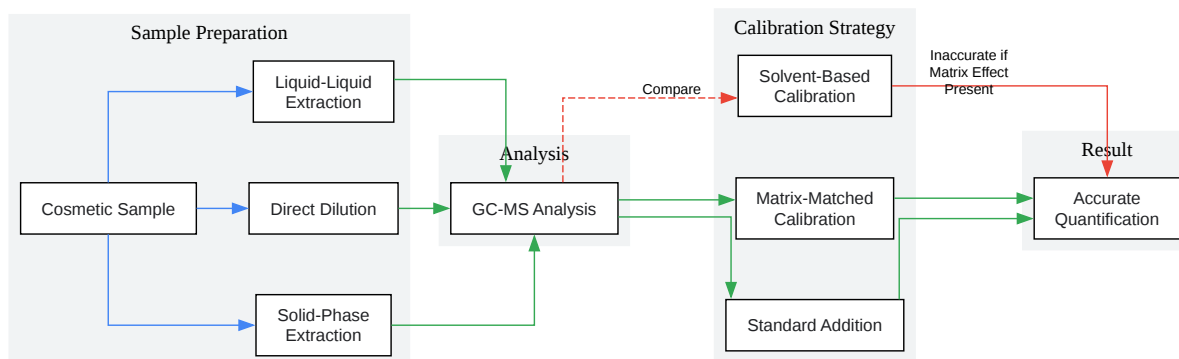 Sample Preparation
Calibration Strategy
Liquid-Liquid
Extraction
Solvent-Based
Calibration
Inaccurate if
Matrix Effect
Present
Compare
Analysis
Result
Cosmetic Sample
Direct Dilution
GC-MS Analysis
Matrix-Matched
Calibration
Accurate
Quantification
Solid-Phase
Extraction
Standard Addition